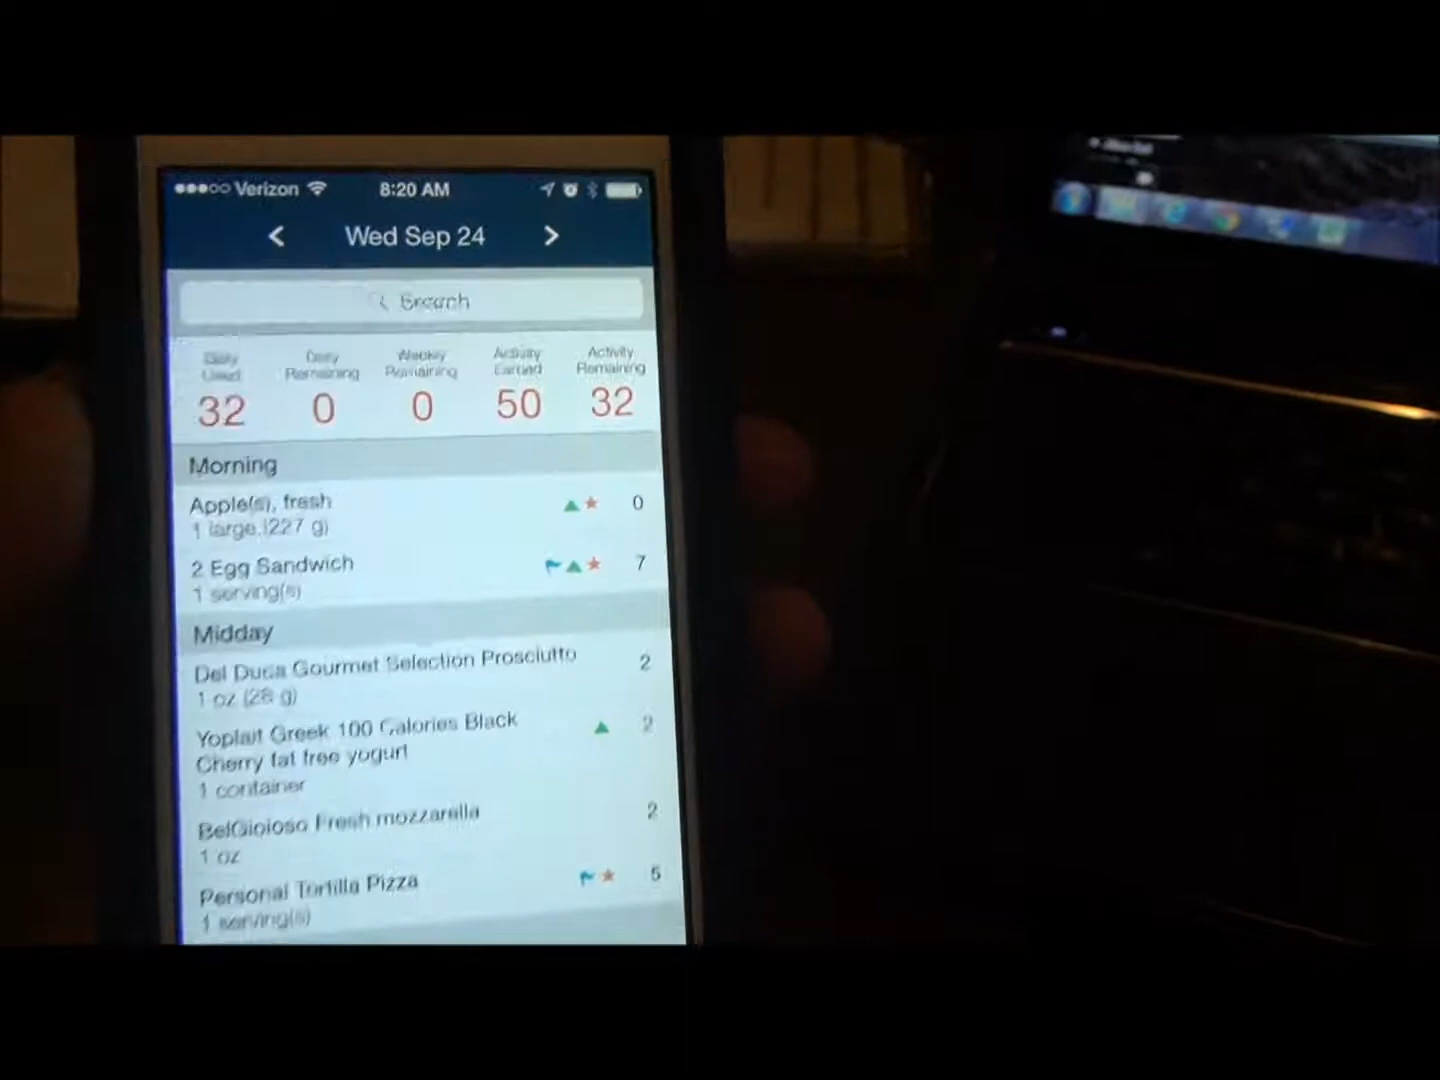 Verizon 8:20 AM
Wed Sep 24
Search
Daily Used
Daily Remaining
Weekly Remaining
Activity Earned
Activity Remaining
32 0 0 50 32
Morning
Apple(s), fresh 0
1 large (227 g)
2 Egg Sandwich 7
1 serving(s)
Midday
Del Duca Gourmet Selection Prosciutto 2
1 oz (28 g)
Yoplait Greek 100 Calories Black 2
Cherry fat free yogurt
1 container
BelGioioso Fresh mozzarella 2
1 oz
Personal Tortilla Pizza 5
1 serving(s)